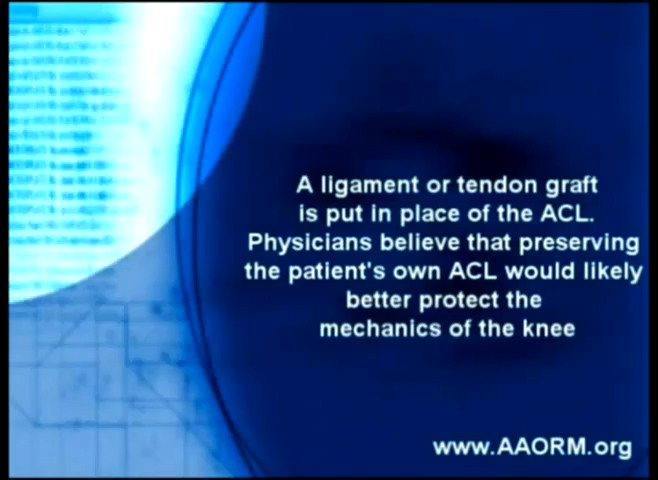 A ligament or tendon graft
is put in place of the ACL.
Physicians believe that preserving
the patient's own ACL would likely
better protect the
mechanics of the knee
www.AAORM.org